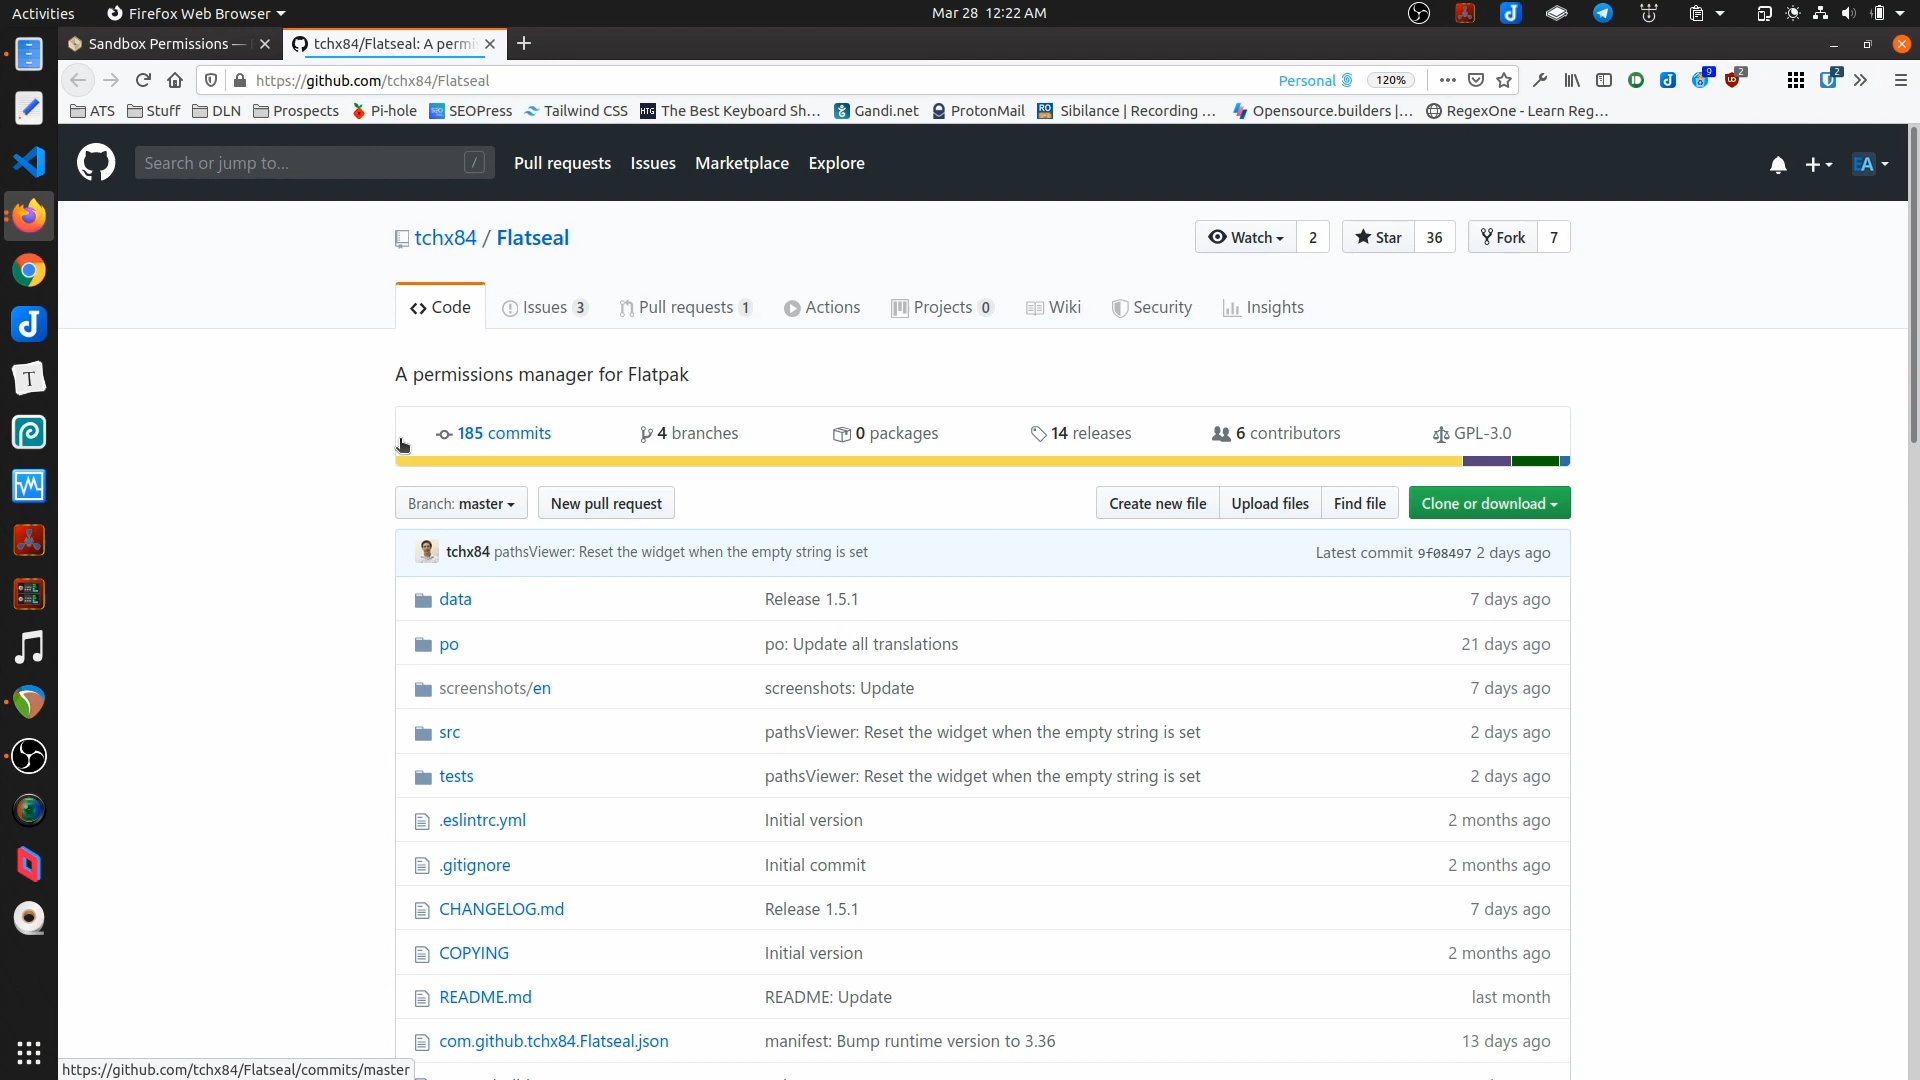 Activities Firefox Web Browser Mar 28 12:22 AM
Sandbox Permissions — tchx84/Flatseal: A permi
https://github.com/tchx84/Flatseal Personal 120% 9 2 2
ATS Stuff DLN Prospects Pi-hole SEOPress Tailwind CSS HTG The Best Keyboard Sh... Gandi.net ProtonMail Sibilance | Recording ... Opensource.builders |... RegexOne - Learn Reg...
Search or jump to... / Pull requests Issues Marketplace Explore EA
tchx84 / Flatseal Watch 2 Star 36 Fork 7
Code Issues 3 Pull requests 1 Actions Projects 0 Wiki Security Insights
A permissions manager for Flatpak
185 commits 4 branches 0 packages 14 releases 6 contributors GPL-3.0
Branch: master New pull request Create new file Upload files Find file Clone or download
tchx84 pathsViewer: Reset the widget when the empty string is set Latest commit 9f08497 2 days ago
data Release 1.5.1 7 days ago
po po: Update all translations 21 days ago
screenshots/en screenshots: Update 7 days ago
src pathsViewer: Reset the widget when the empty string is set 2 days ago
tests pathsViewer: Reset the widget when the empty string is set 2 days ago
.eslintrc.yml Initial version 2 months ago
.gitignore Initial commit 2 months ago
CHANGELOG.md Release 1.5.1 7 days ago
COPYING Initial version 2 months ago
README.md README: Update last month
com.github.tchx84.Flatseal.json manifest: Bump runtime version to 3.36 13 days ago
https://github.com/tchx84/Flatseal/commits/master